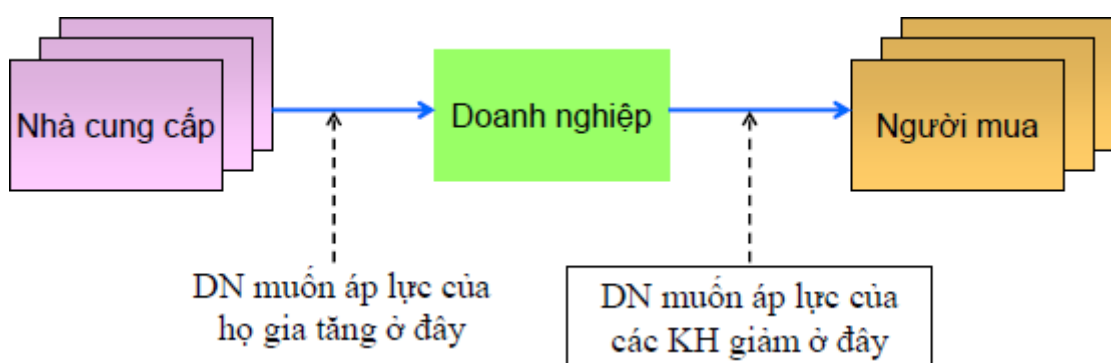 Nhà cung cấp
Doanh nghiệp
Người mua
DN muốn áp lực của
họ gia tăng ở đây
DN muốn áp lực của
các KH giảm ở đây